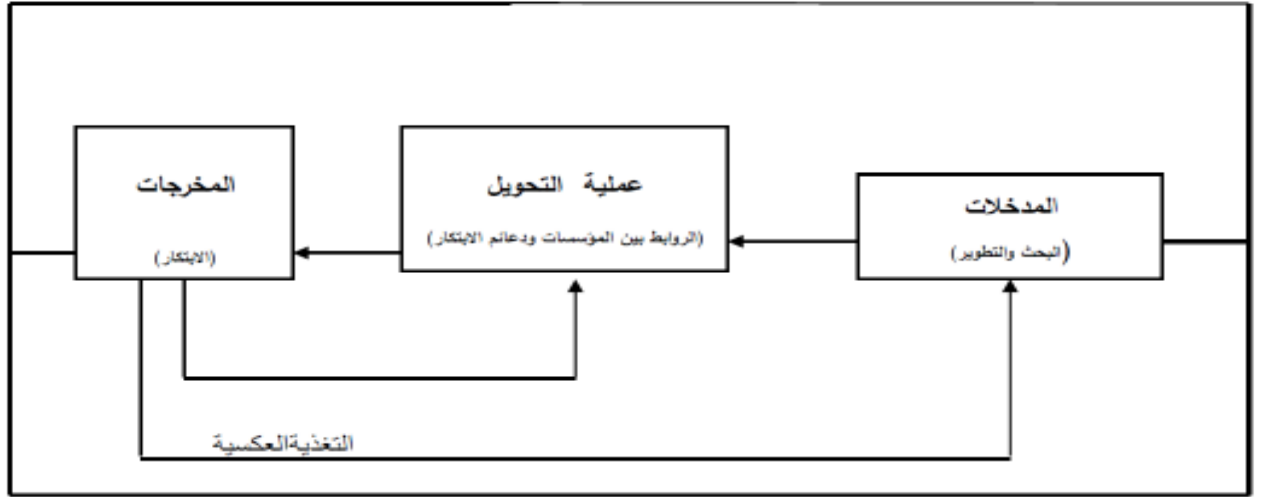 المدخلات
(البحث والتطوير)
عملية التحويل
(الروابط بين المؤسسات ودعائم الابتكار)
المخرجات
(الابتكار)
التغذيةالعكسية